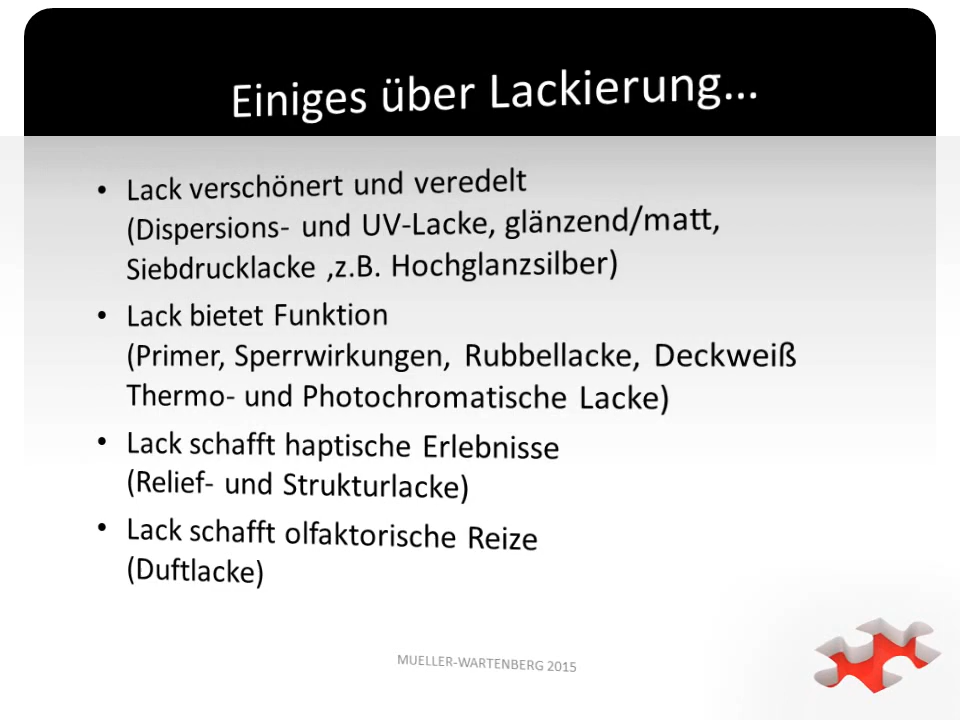 Einiges über Lackierung...
• Lack verschönert und veredelt
(Dispersions- und UV-Lacke, glänzend/matt,
Siebdrucklacke ,z.B. Hochglanzsilber)
• Lack bietet Funktion
(Primer, Sperrwirkungen, Rubbellacke, Deckweiß
Thermo- und Photochromatische Lacke)
• Lack schafft haptische Erlebnisse
(Relief- und Strukturlacke)
• Lack schafft olfaktorische Reize
(Duftlacke)
MUELLER-WARTENBERG 2015